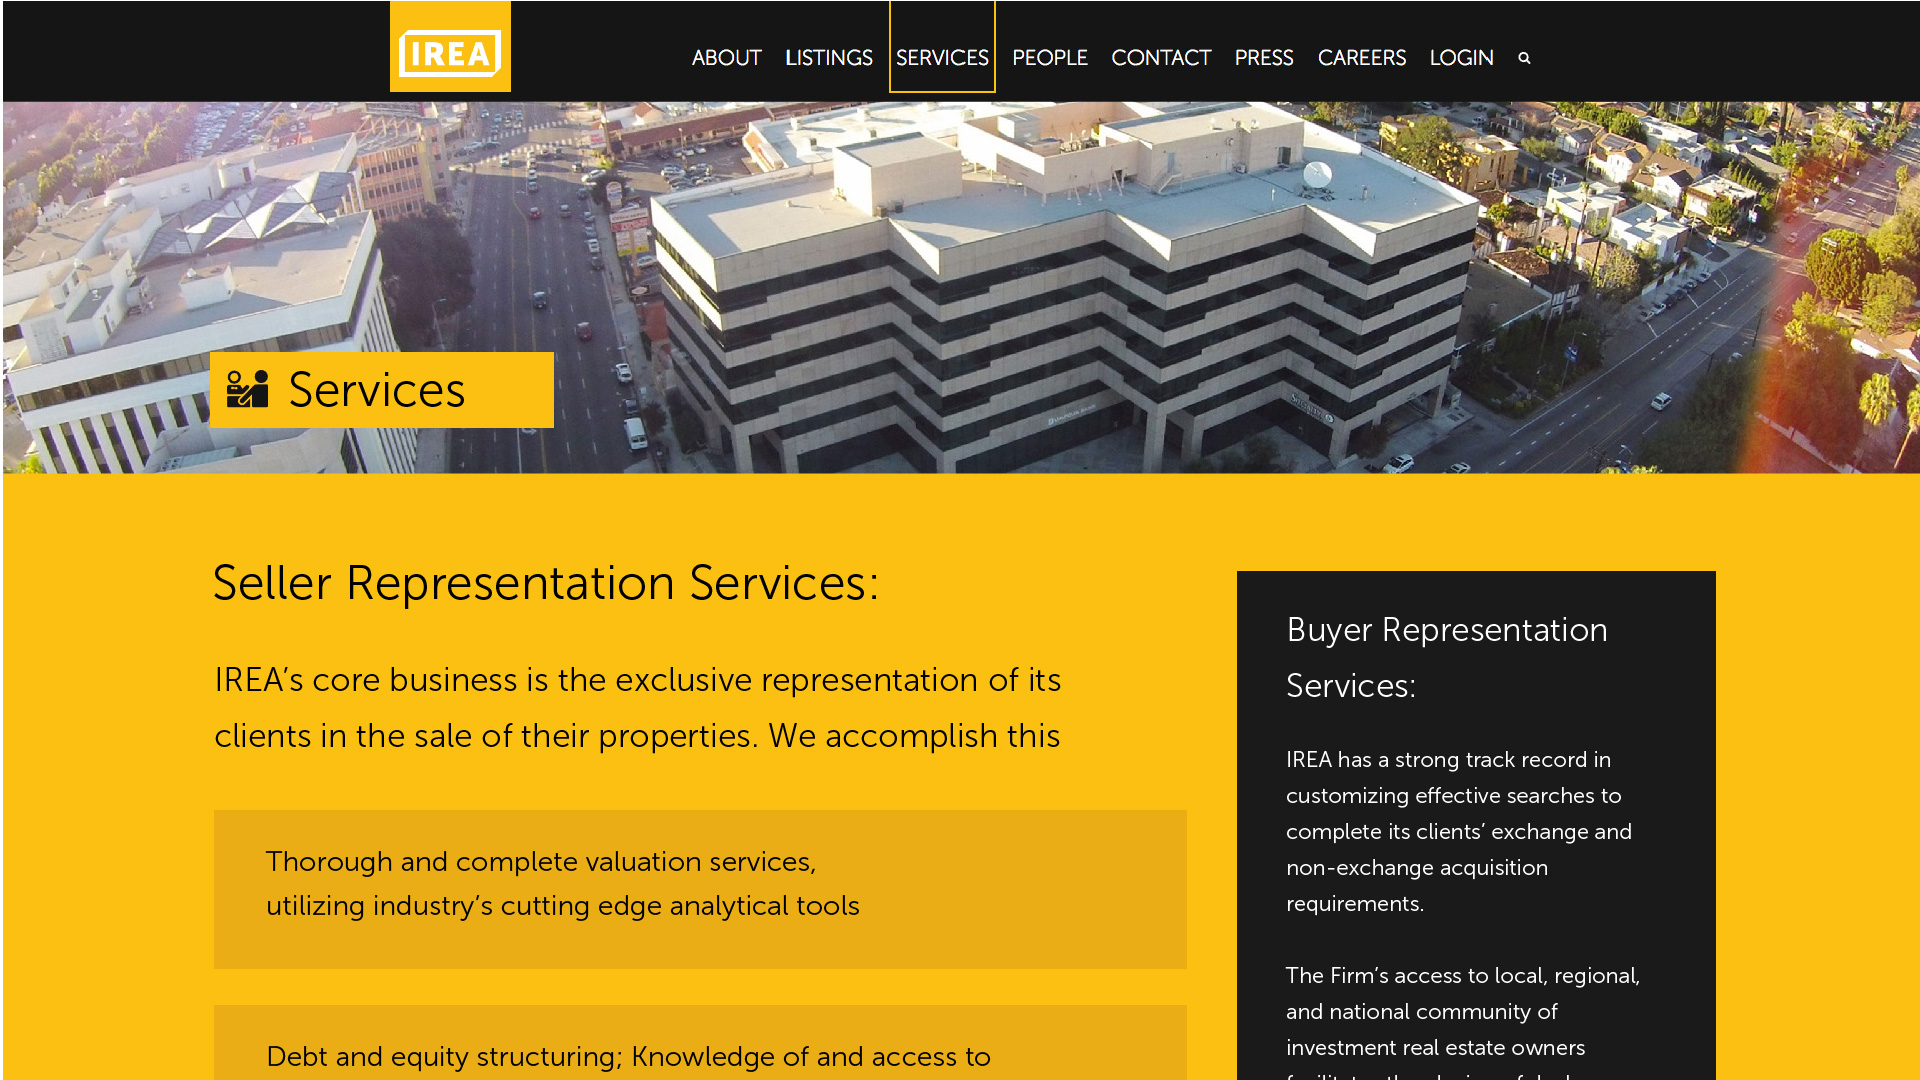 IREA
ABOUT LISTINGS SERVICES PEOPLE CONTACT PRESS CAREERS LOGIN
Services
Seller Representation Services:
IREA’s core business is the exclusive representation of its
clients in the sale of their properties. We accomplish this
Thorough and complete valuation services,
utilizing industry’s cutting edge analytical tools
Debt and equity structuring; Knowledge of and access to
Buyer Representation
Services:
IREA has a strong track record in
customizing effective searches to
complete its clients’ exchange and
non-exchange acquisition
requirements.
The Firm’s access to local, regional,
and national community of
investment real estate owners